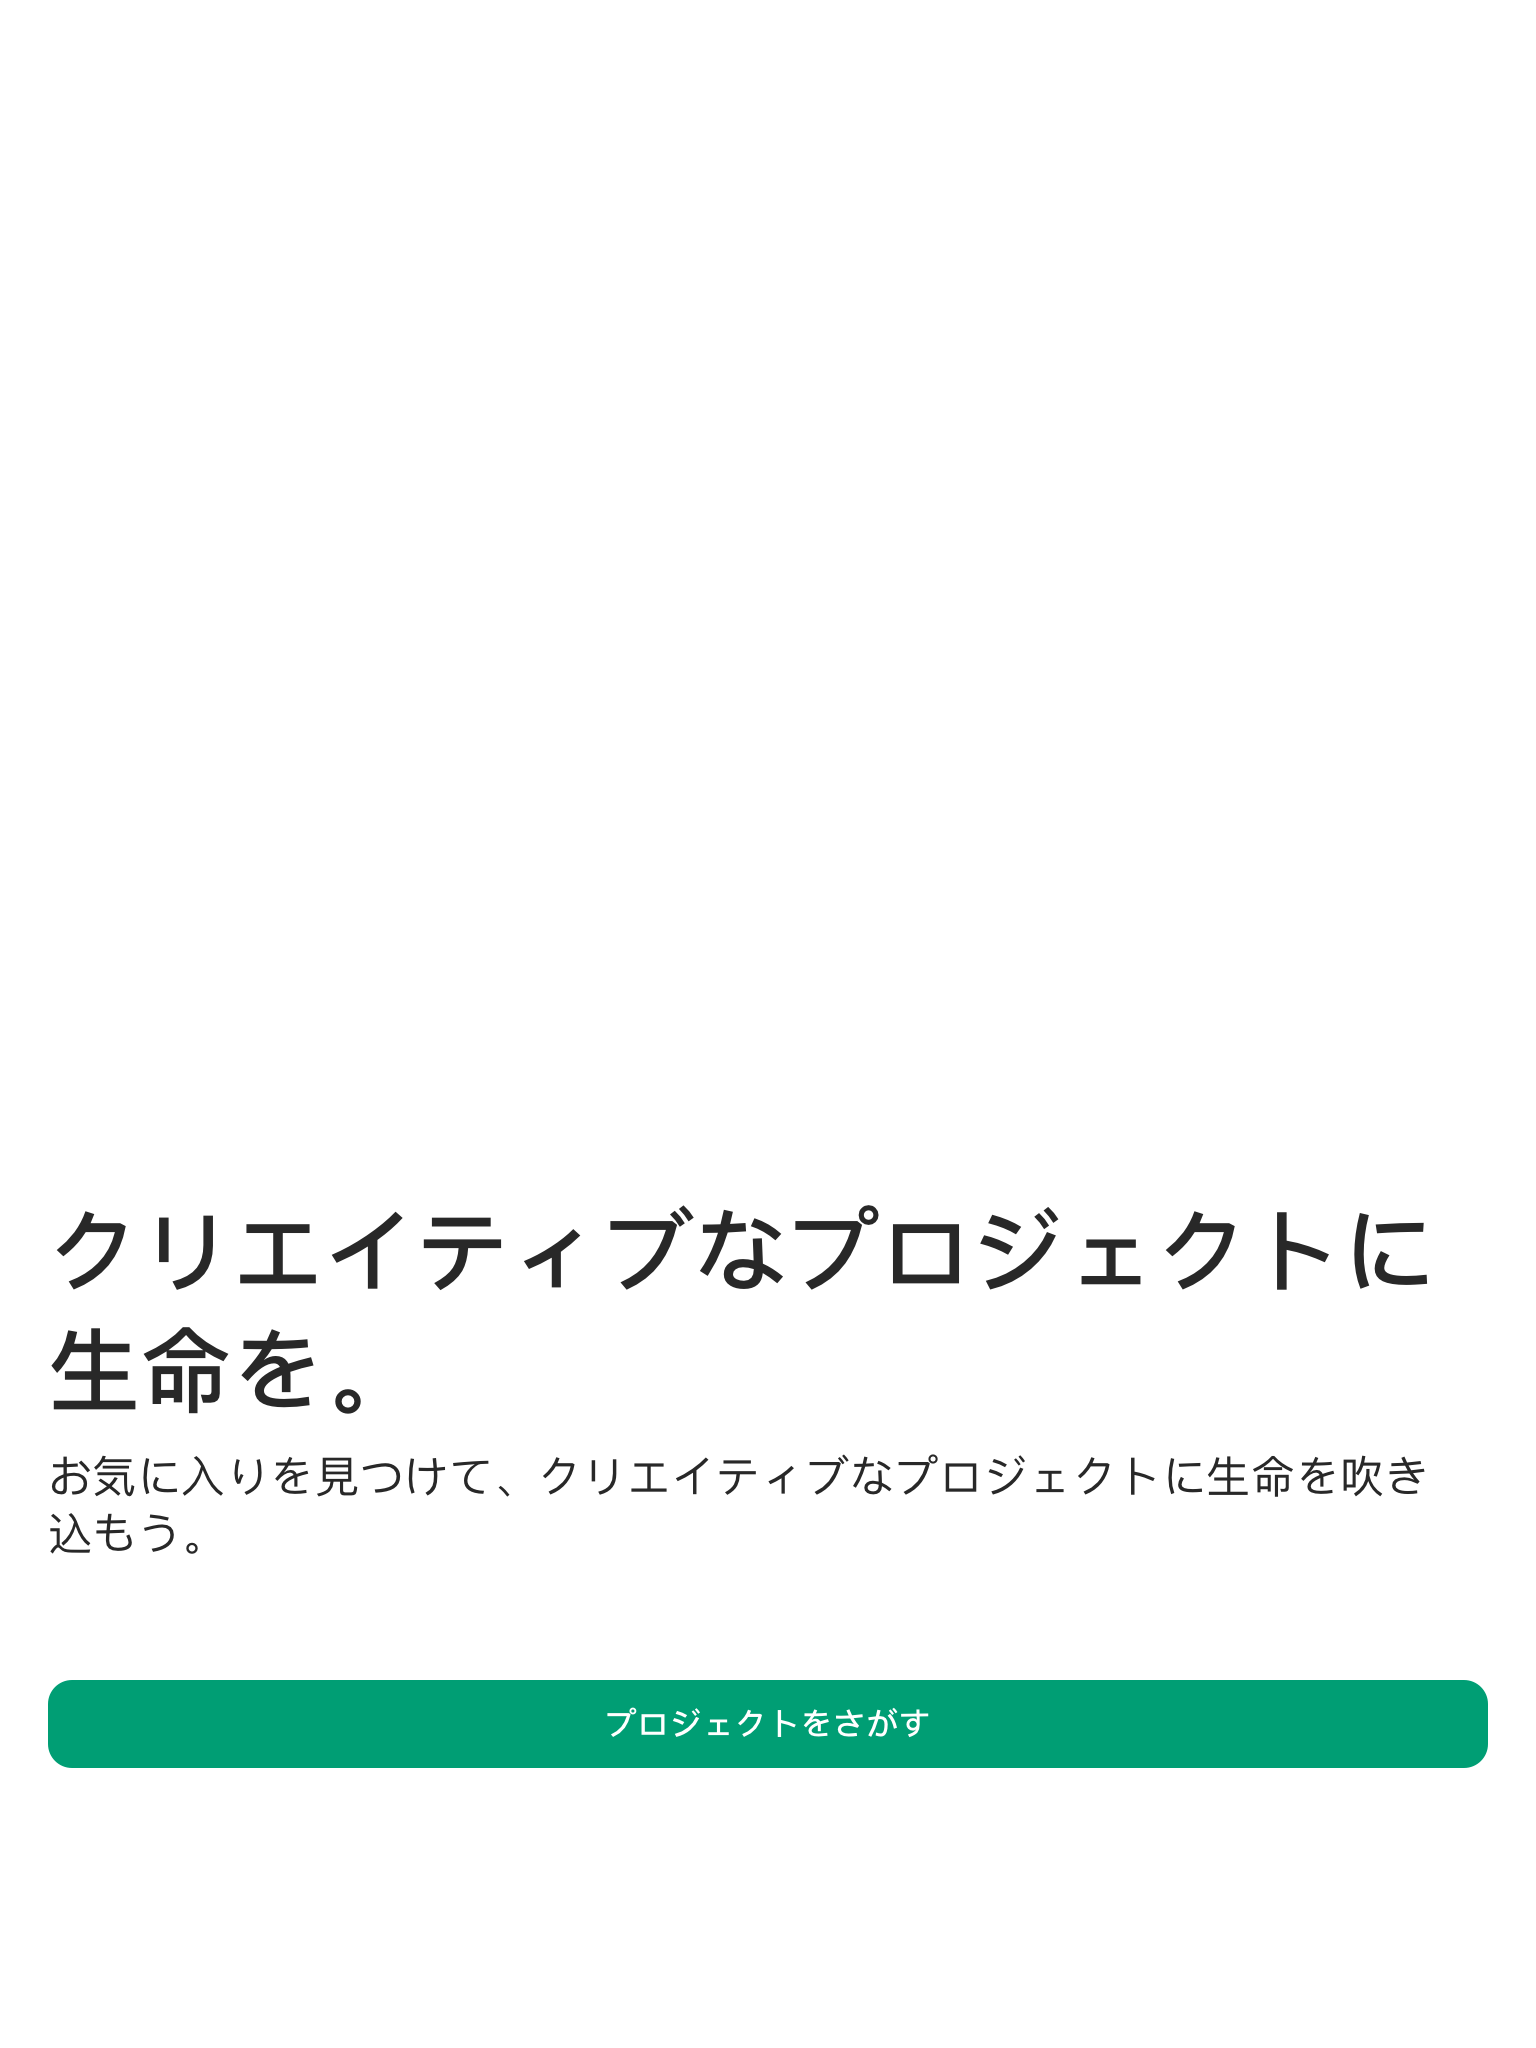 クリエイティブなプロジェクトに
生命を。
お気に入りを見つけて、クリエイティブなプロジェクトに生命を吹き
込もう。
プロジェクトをさがす